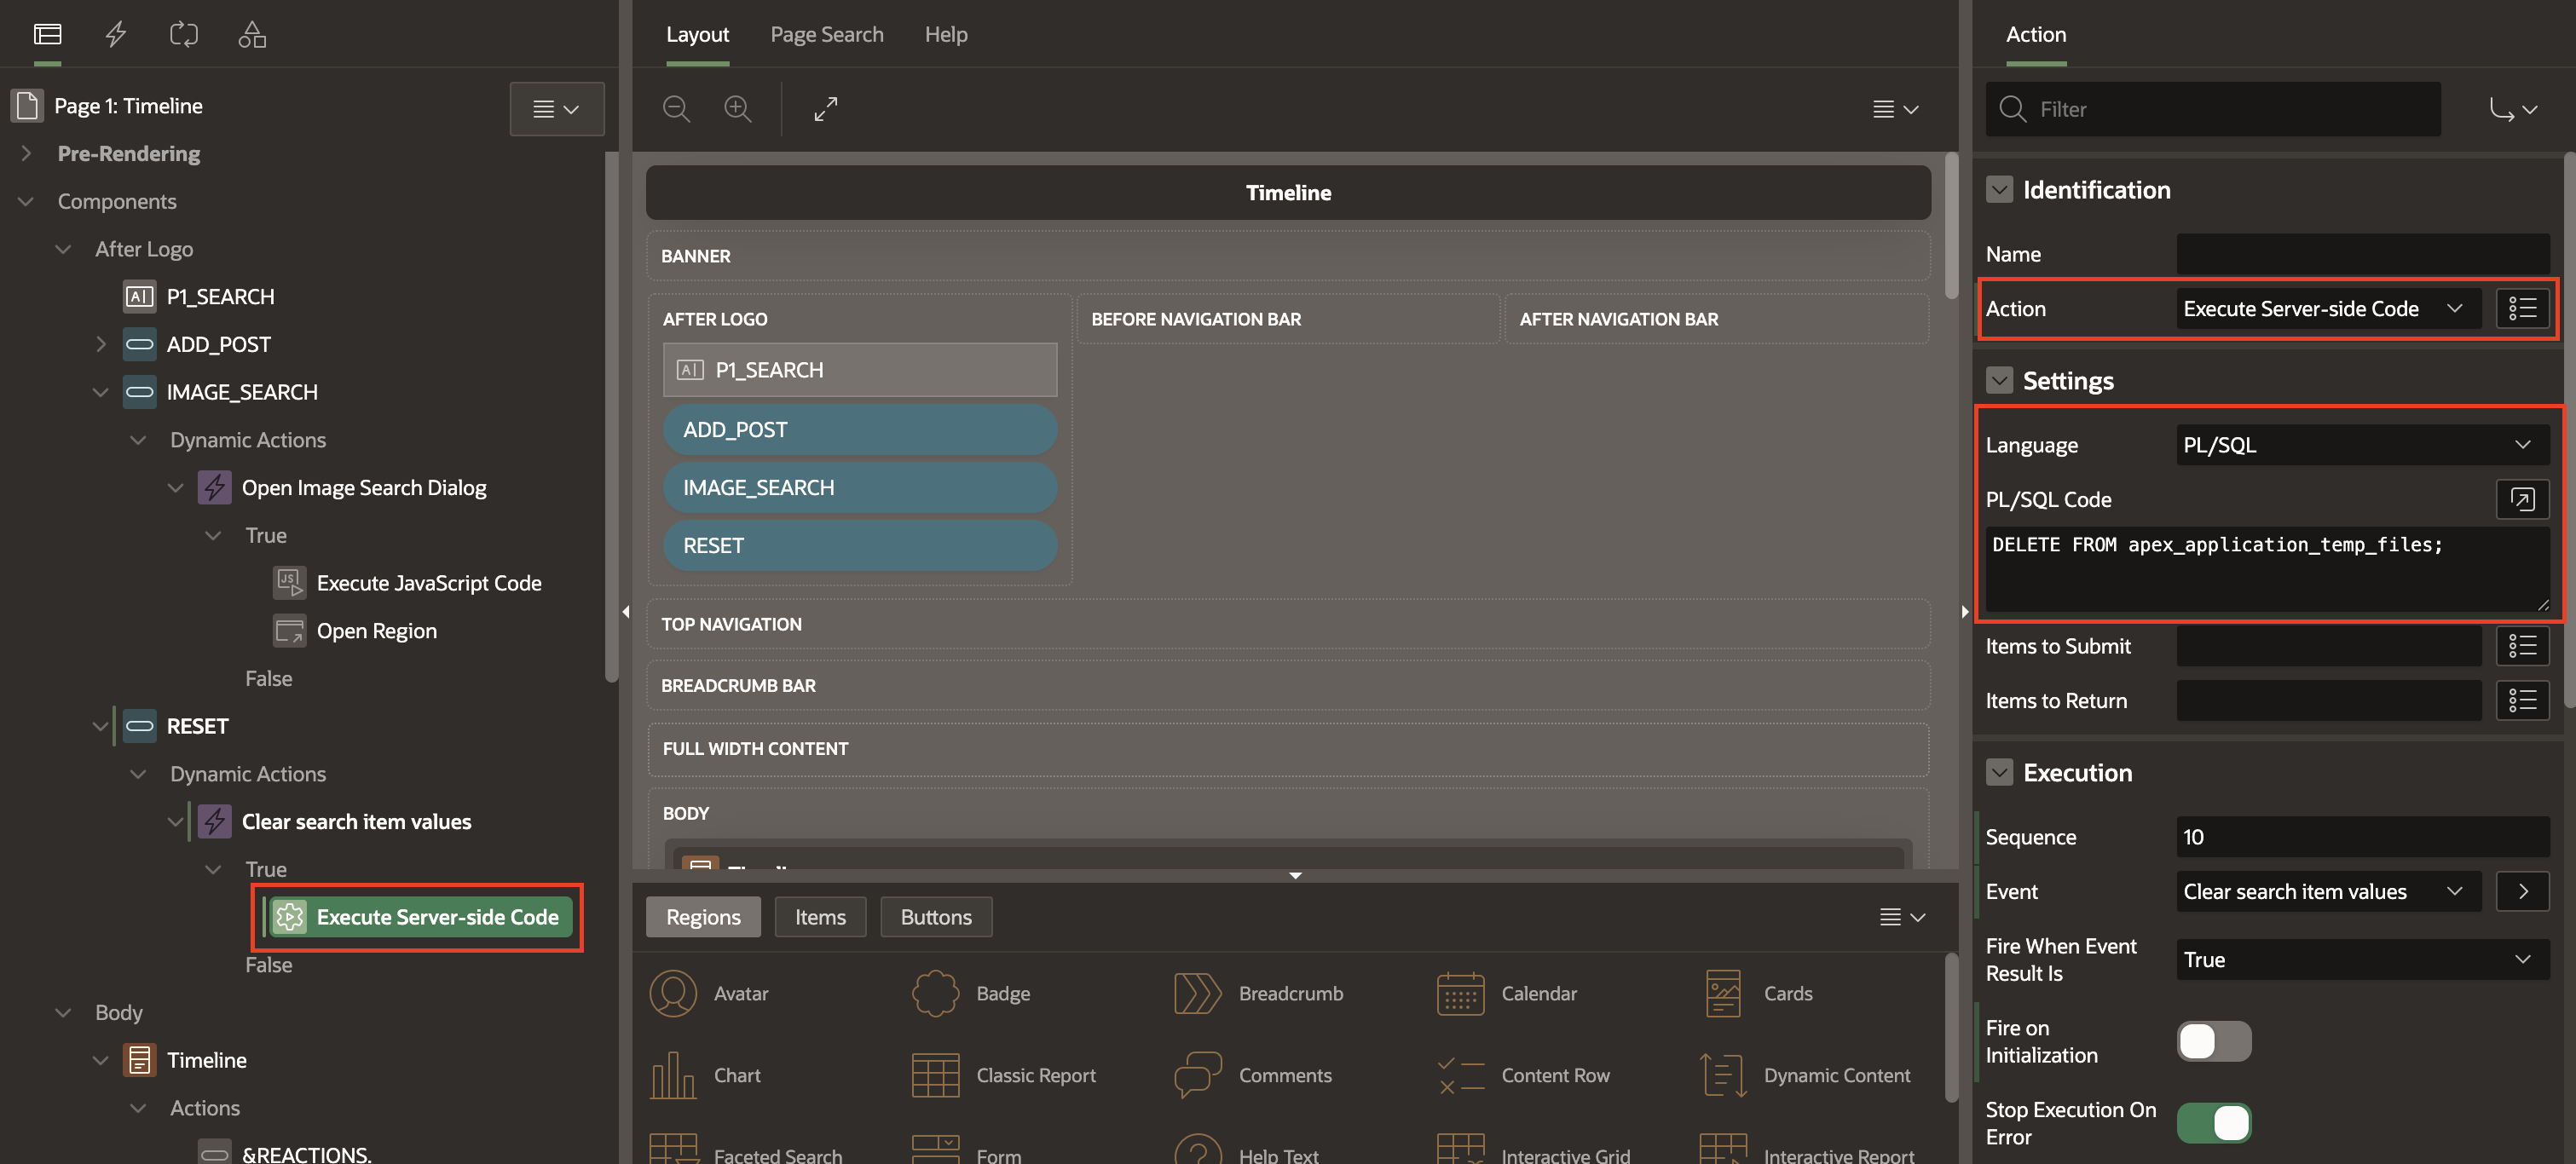 Page 1: Timeline
Pre-Rendering
Components
After Logo
P1_SEARCH
ADD_POST
IMAGE_SEARCH
Dynamic Actions
Open Image Search Dialog
True
Execute JavaScript Code
Open Region
False
RESET
Dynamic Actions
Clear search item values
True
Execute Server-side Code
False
Body
Timeline
Actions
&REACTIONS.
Layout Page Search Help
Timeline
BANNER
AFTER LOGO BEFORE NAVIGATION BAR AFTER NAVIGATION BAR
P1_SEARCH
ADD_POST
IMAGE_SEARCH
RESET
TOP NAVIGATION
BREADCRUMB BAR
FULL WIDTH CONTENT
BODY
Regions Items Buttons
Avatar Badge Breadcrumb Calendar Cards
Chart Classic Report Comments Content Row Dynamic Content
Faceted Search Form Help Text Interactive Grid Interactive Report
Action
Filter
Identification
Name
Action Execute Server-side Code
Settings
Language PL/SQL
PL/SQL Code
DELETE FROM apex_application_temp_files;
Items to Submit
Items to Return
Execution
Sequence 10
Event Clear search item values
Fire When Event
Result Is True
Fire on
Initialization
Stop Execution On
Error